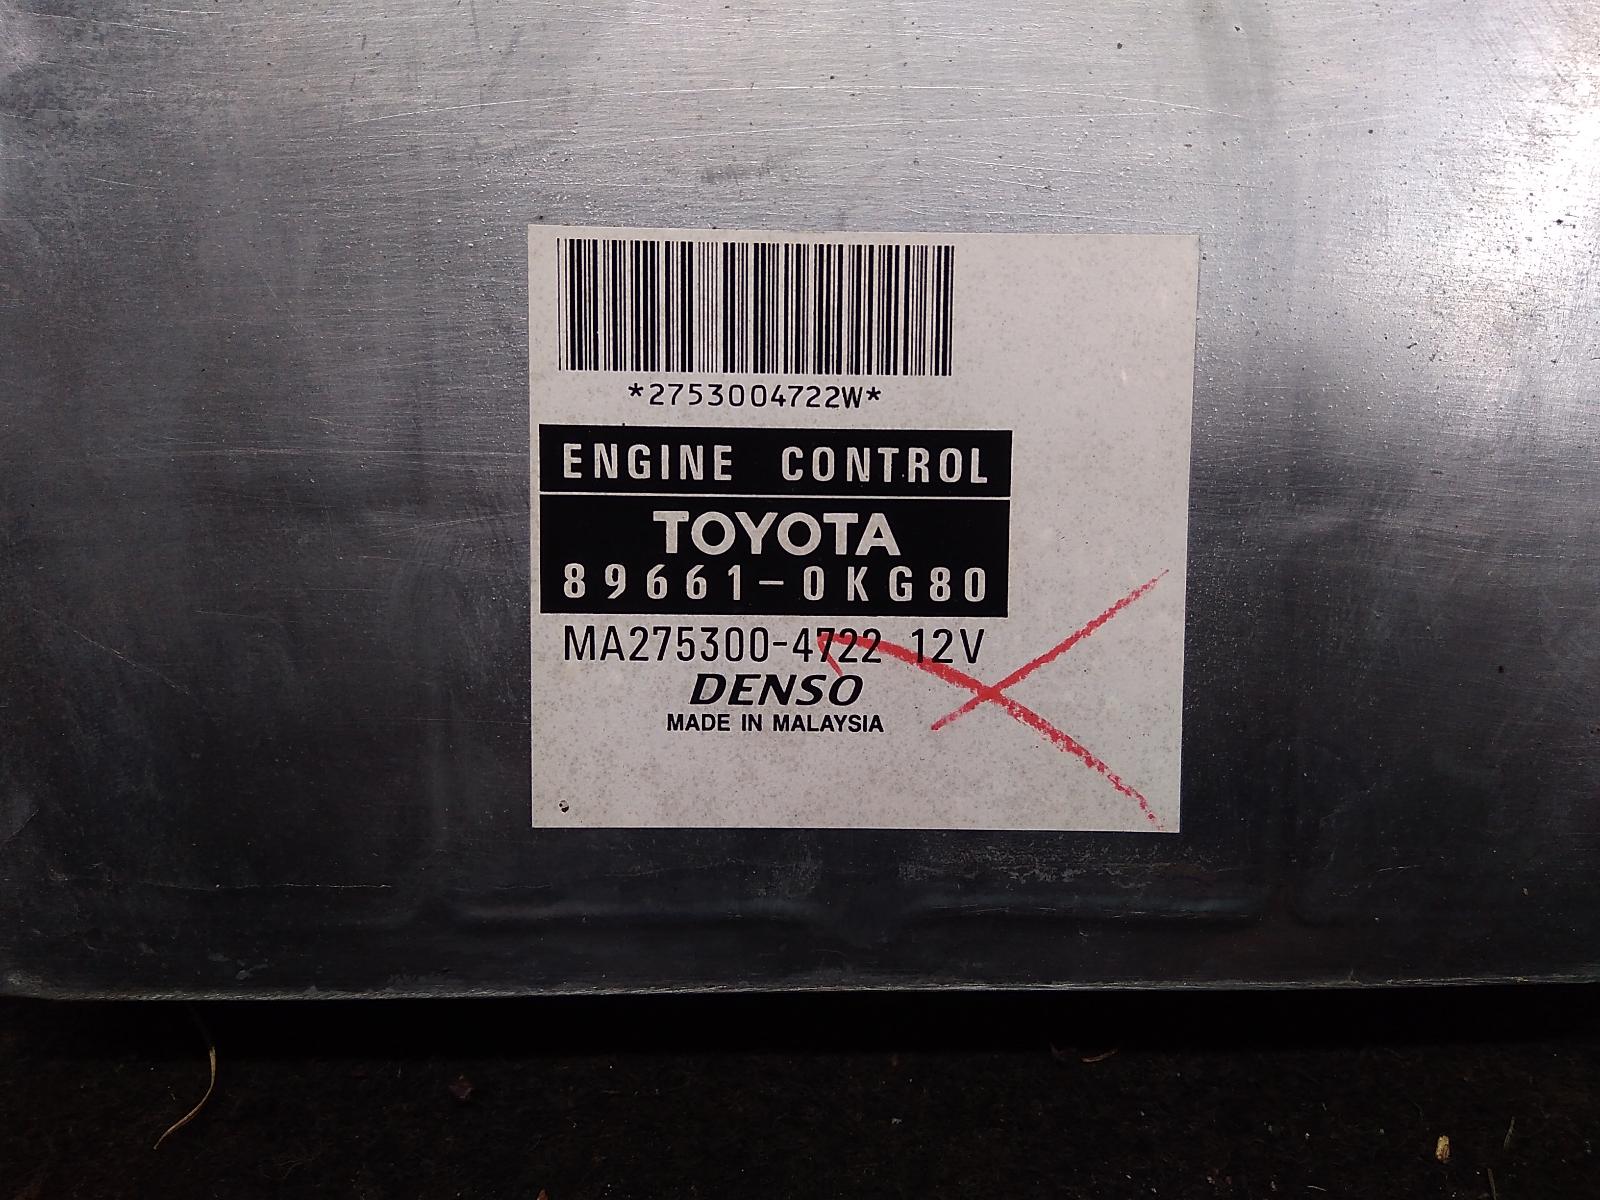 *2753004722W*
ENGINE CONTROL
TOYOTA
89661-0KG80
MA275300-4722 12V
DENSO
MADE IN MALAYSIA